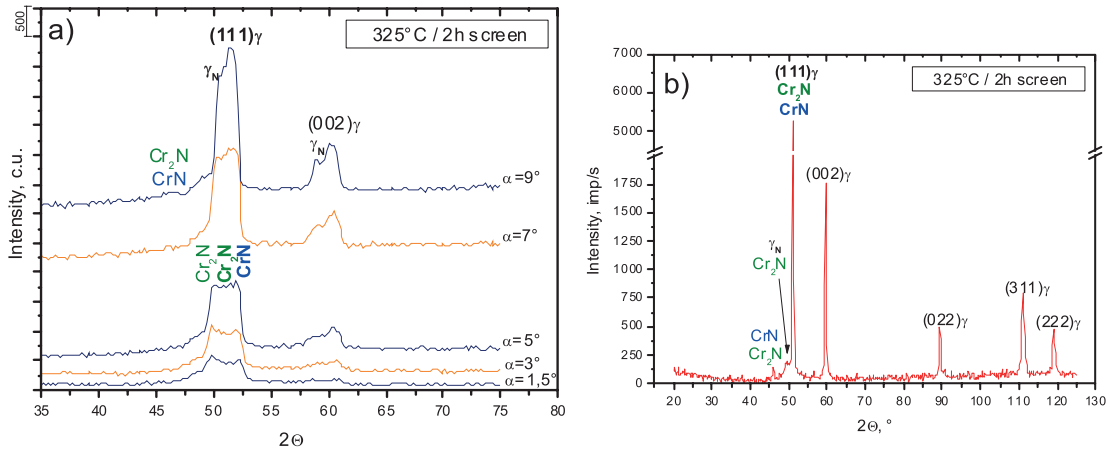 500
a)
325°C / 2h screen
(111)γ
γN
(002)γ
γN
Cr2N
CrN
α=9°
α=7°
Cr2N
Cr2N
CrN
α=5°
α=3°
α=1,5°
Intensity, c.u.
35 40 45 50 55 60 65 70 75 80
2Θ
b)
325°C / 2h screen
7000
6000
5000
1750
1500
1250
1000
750
500
250
0
Intensity, imp/s
(111)γ
Cr2N
CrN
(002)γ
γN
Cr2N
CrN
Cr2N
(022)γ
(311)γ
(222)γ
20 30 40 50 60 70 80 90 100 110 120 130
2Θ, °